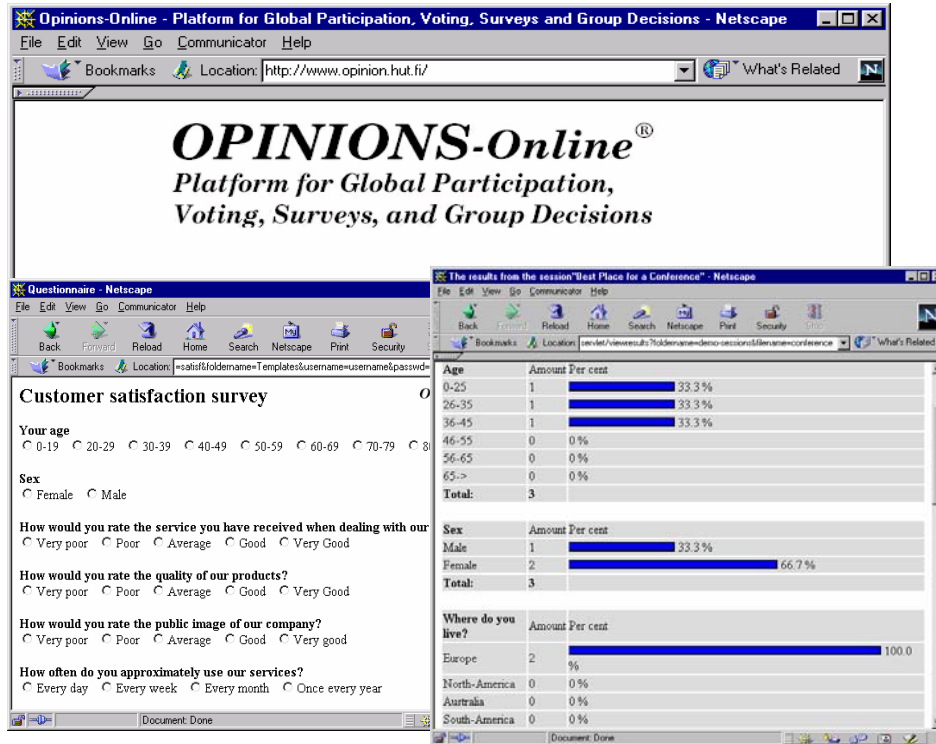 Opinions-Online - Platform for Global Participation, Voting, Surveys and Group Decisions - Netscape
File Edit View Go Communicator Help
Bookmarks Location: http://www.opinion.hut.fi/ What's Related
OPINIONS-Online®
Platform for Global Participation,
Voting, Surveys, and Group Decisions
Questionnaire - Netscape
File Edit View Go Communicator Help
Back Forward Reload Home Search Netscape Print Security
Bookmarks Location: =satisf&foldername=Templates&username=username&passwd=
Customer satisfaction survey O
Your age
0-19 20-29 30-39 40-49 50-59 60-69 70-79 8
Sex
Female Male
How would you rate the service you have received when dealing with our
Very poor Poor Average Good Very Good
How would you rate the quality of our products?
Very poor Poor Average Good Very Good
How would you rate the public image of our company?
Very poor Poor Average Good Very good
How often do you approximately use our services?
Every day Every week Every month Once every year
Document: Done
The results from the session"Best Place for a Conference" - Netscape
File Edit View Go Communicator Help
Back Forward Reload Home Search Netscape Print Security Stop
Bookmarks Location: servlet/viewresults?foldername=demo-sessions&filename=conference What's Related
Age Amount Per cent
0-25 1 33.3 %
26-35 1 33.3 %
36-45 1 33.3 %
46-55 0 0 %
56-65 0 0 %
65-> 0 0 %
Total: 3
Sex Amount Per cent
Male 1 33.3 %
Female 2 66.7 %
Total: 3
Where do you
live? Amount Per cent
Europe 2 100.0
%
North-America 0 0 %
Australia 0 0 %
South-America 0 0 %
Document: Done